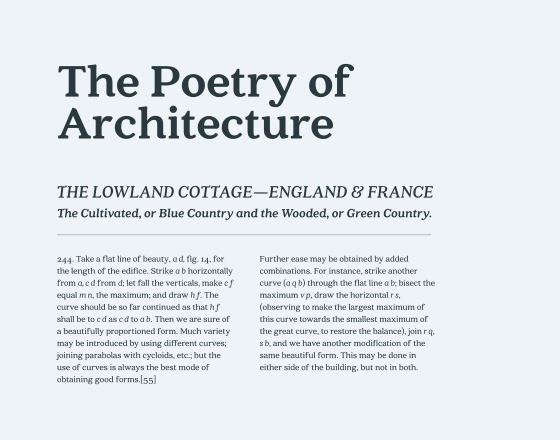 The Poetry of
Architecture
THE LOWLAND COTTAGE—ENGLAND & FRANCE
The Cultivated, or Blue Country and the Wooded, or Green Country.
244. Take a flat line of beauty, a d, fig. 14, for
the length of the edifice. Strike a b horizontally
from a, c d from d; let fall the verticals, make c f
equal m n, the maximum; and draw h f. The
curve should be so far continued as that h f
shall be to c d as c d to a b. Then we are sure of
a beautifully proportioned form. Much variety
may be introduced by using different curves;
joining parabolas with cycloids, etc.; but the
use of curves is always the best mode of
obtaining good forms.[55]
Further ease may be obtained by added
combinations. For instance, strike another
curve (a q b) through the flat line a b; bisect the
maximum v p, draw the horizontal r s,
(observing to make the largest maximum of
this curve towards the smallest maximum of
the great curve, to restore the balance), join r q,
s b, and we have another modification of the
same beautiful form. This may be done in
either side of the building, but not in both.